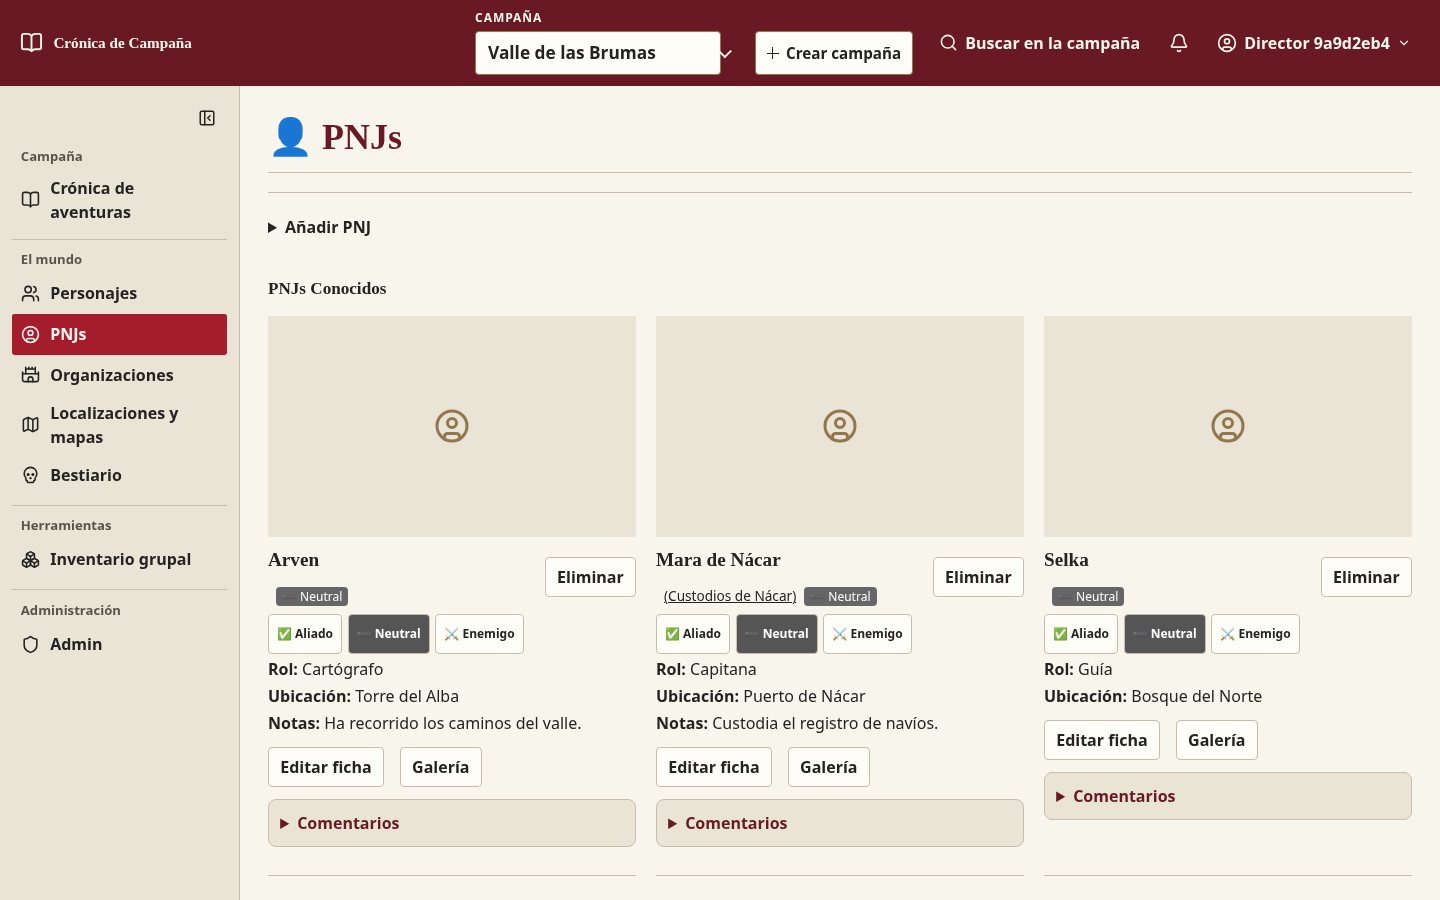 Crónica de Campaña
CAMPAÑA
Valle de las Brumas
Crear campaña
Buscar en la campaña
Director 9a9d2eb4
Campaña
Crónica de
aventuras
El mundo
Personajes
PNJs
Organizaciones
Localizaciones y
mapas
Bestiario
Herramientas
Inventario grupal
Administración
Admin
PNJs
Añadir PNJ
PNJs Conocidos
Arven
Eliminar
Neutral
Aliado
Neutral
Enemigo
Rol: Cartógrafo
Ubicación: Torre del Alba
Notas: Ha recorrido los caminos del valle.
Editar ficha
Galería
Comentarios
Mara de Nácar
Eliminar
(Custodios de Nácar)
Neutral
Aliado
Neutral
Enemigo
Rol: Capitana
Ubicación: Puerto de Nácar
Notas: Custodia el registro de navíos.
Editar ficha
Galería
Comentarios
Selka
Eliminar
Neutral
Aliado
Neutral
Enemigo
Rol: Guía
Ubicación: Bosque del Norte
Editar ficha
Galería
Comentarios